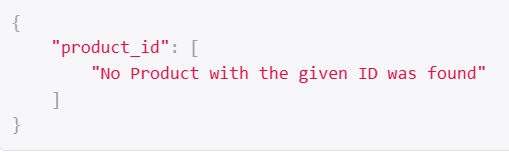 {
    "product_id": [
        "No Product with the given ID was found"
    ]
}